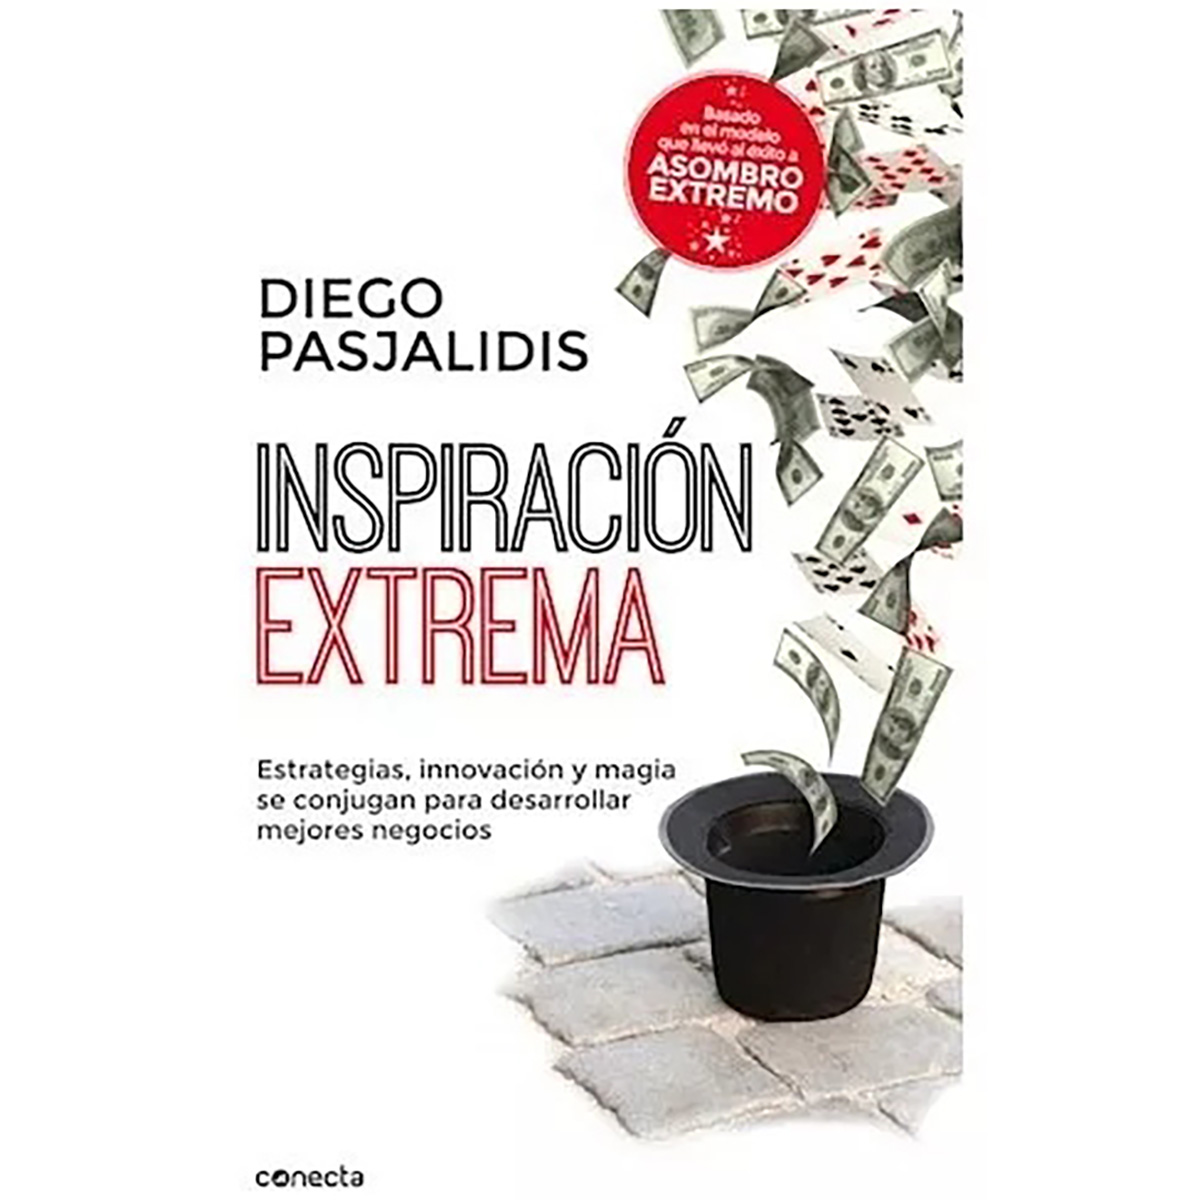 Basado
en el modelo
que llevó al éxito a
ASOMBRO
EXTREMO
DIEGO
PASJALIDIS
INSPIRACIÓN
EXTREMA
Estrategias, innovación y magia
se conjugan para desarrollar
mejores negocios
conecta